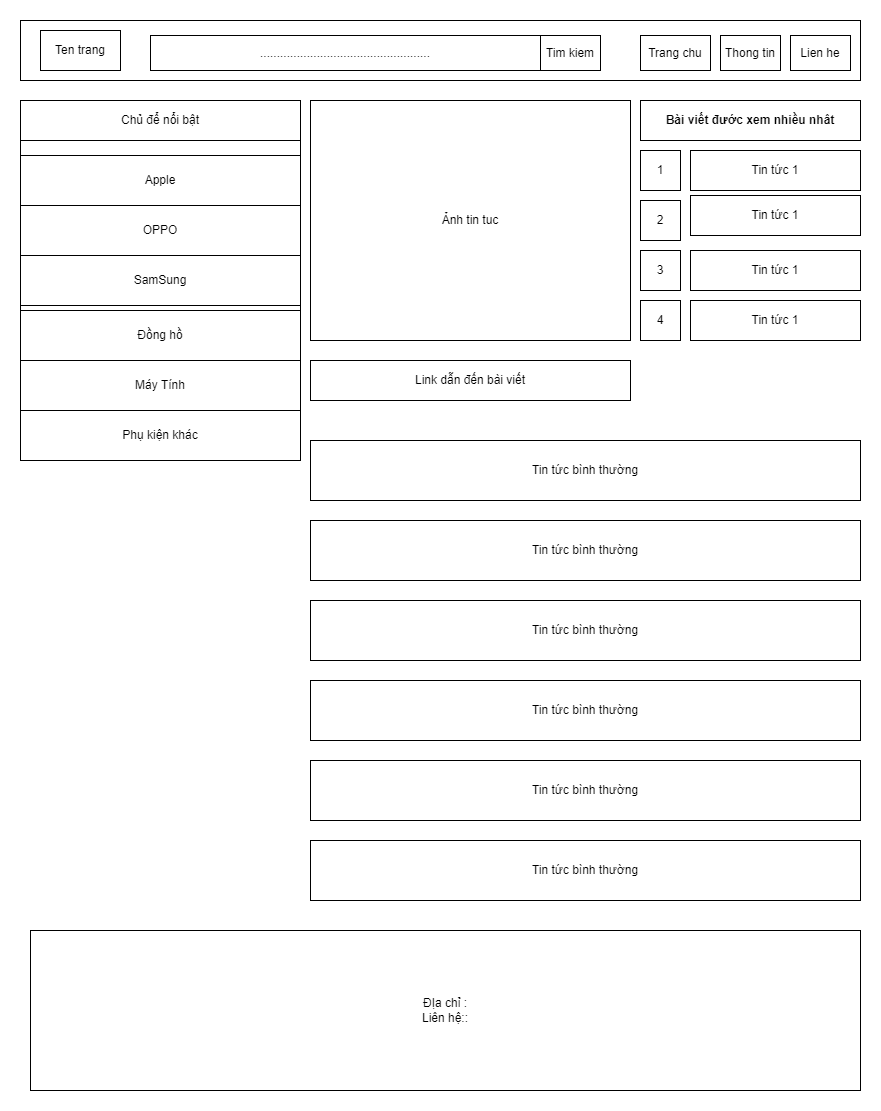 Ten trang
.................................................... Tim kiem
Trang chu
Thong tin
Lien he
Chủ để nổi bật
Apple
OPPO
SamSung
Đồng hồ
Máy Tính
Phụ kiện khác
Ảnh tin tuc
Link dẫn đến bài viết
Bài viết đước xem nhiều nhât
1 Tin tức 1
2 Tin tức 1
3 Tin tức 1
4 Tin tức 1
Tin tức bình thường
Tin tức bình thường
Tin tức bình thường
Tin tức bình thường
Tin tức bình thường
Tin tức bình thường
Địa chỉ :
Liên hệ::